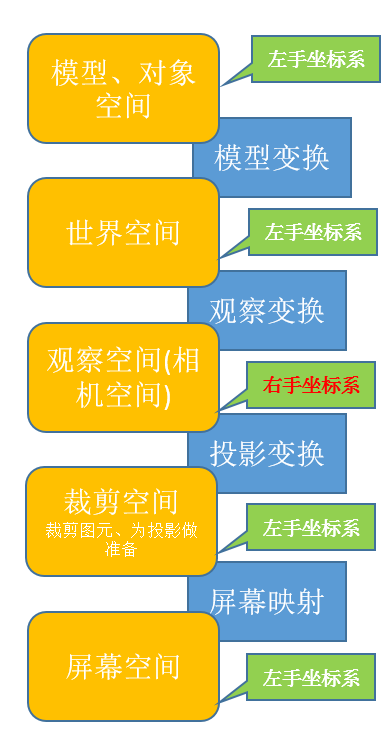 模型、对象
空间
左手坐标系
模型变换
世界空间
左手坐标系
观察变换
观察空间(相
机空间)
右手坐标系
投影变换
裁剪空间
裁剪图元、为投影做
准备
左手坐标系
屏幕映射
屏幕空间
左手坐标系